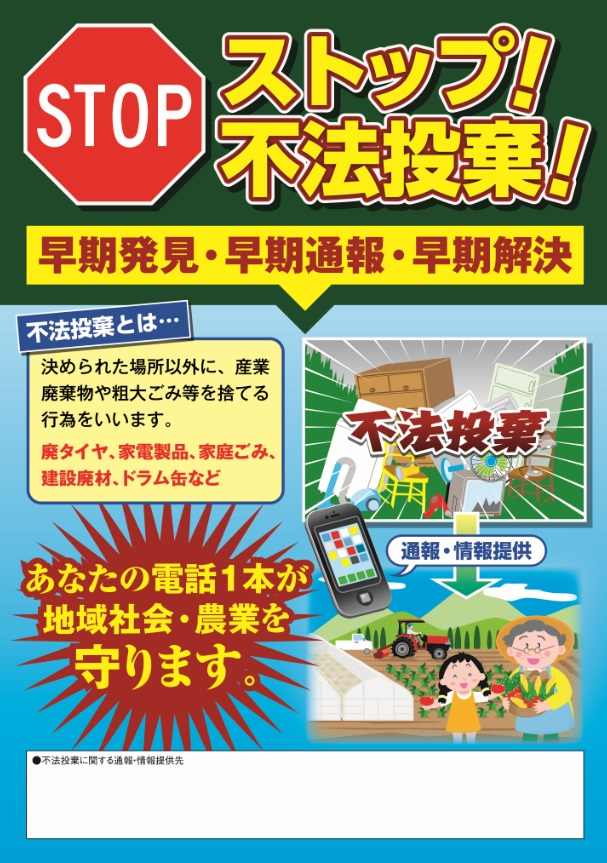 STOP
ストップ!
不法投棄!
早期発見・早期通報・早期解決
不法投棄とは…
決められた場所以外に、産業
廃棄物や粗大ごみ等を捨てる
行為をいいます。
廃タイヤ、家電製品、家庭ごみ、
建設廃材、ドラム缶など
不法投棄
通報・情報提供
あなたの電話1本が
地域社会・農業を
守ります。
●不法投棄に関する通報・情報提供先